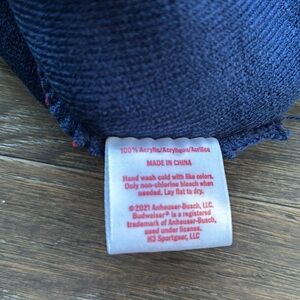 100% Acrylic/Acrylique/Acrílico
MADE IN CHINA
Hand wash cold with like colors.
Only non-chlorine bleach when
needed. Lay flat to dry.
©2021 Anheuser-Busch, LLC.
Budweiser® is a registered
trademark of Anheuser-Busch,
used under license.
H3 Sportgear, LLC